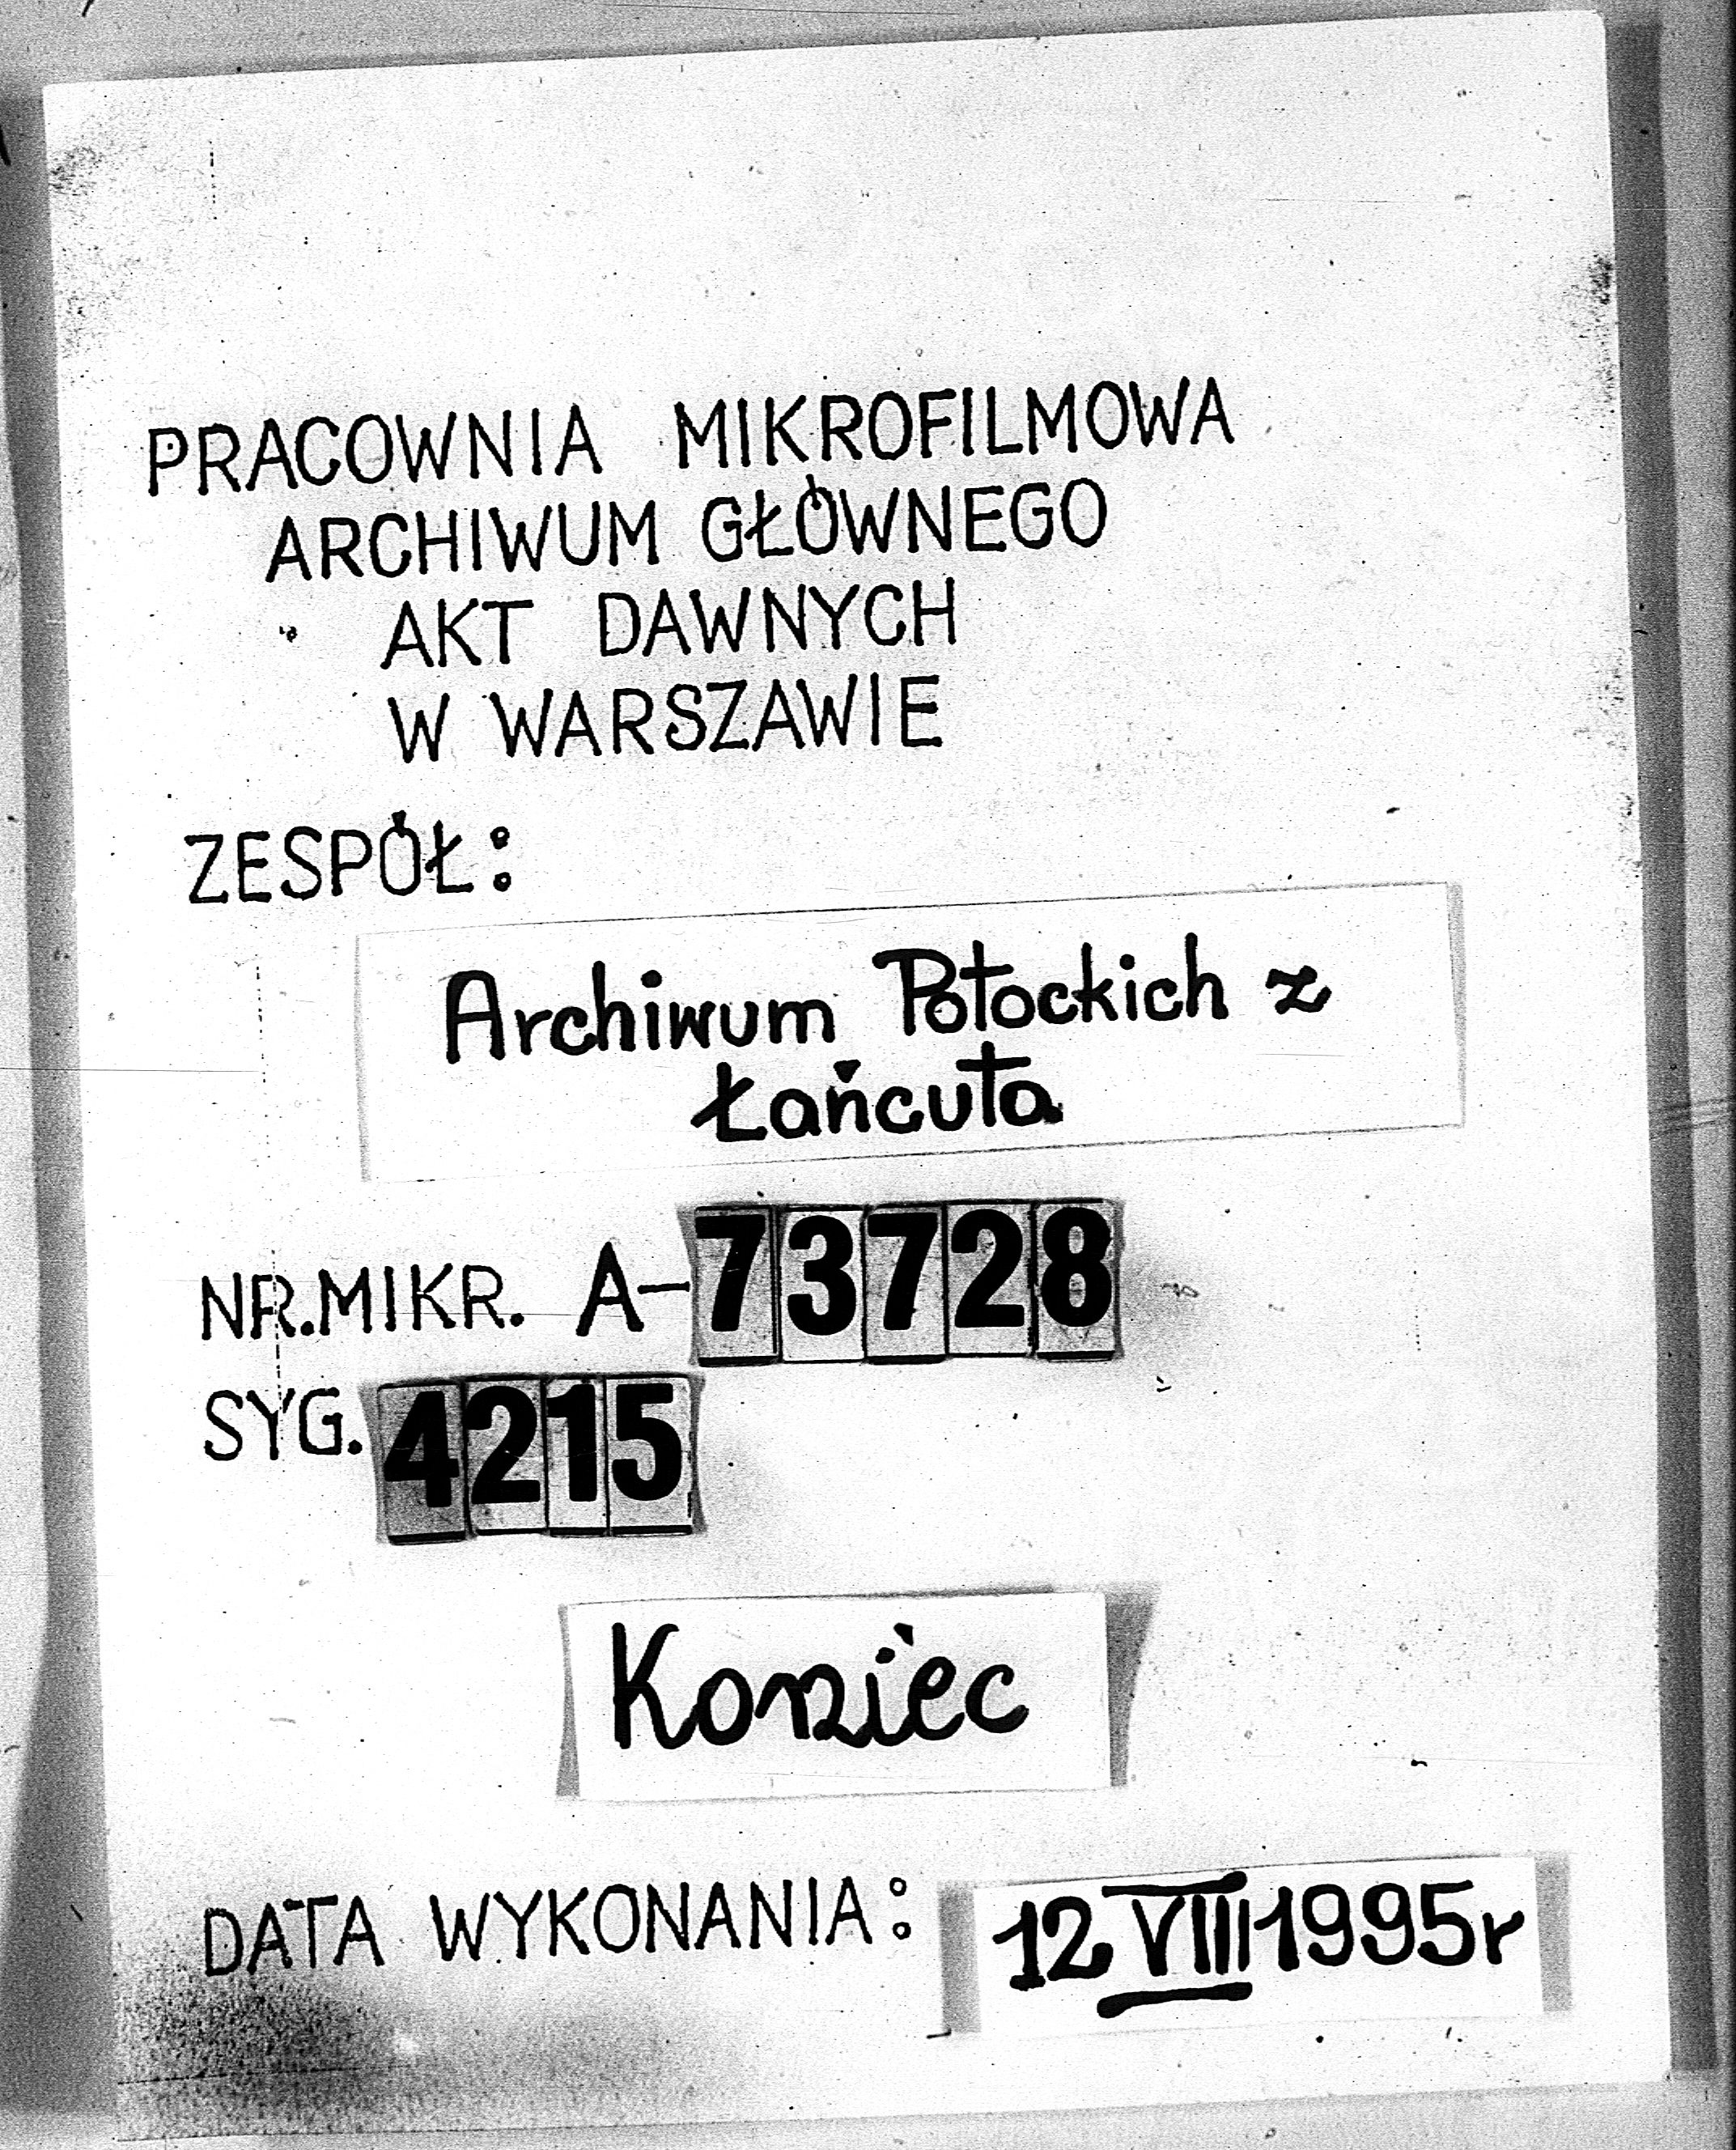 PRACOWNIA MIKROFILMOWA
ARCHIWUM GŁÓWNEGO
AKT DAWNYCH
W WARSZAWIE
ZESPÓŁ:
Archiwum Potockich z
Łańcuta
NR.MIKR. A-73728
SYG. 4215
Koniec
DATA WYKONANIA: 12 VIII 1995r